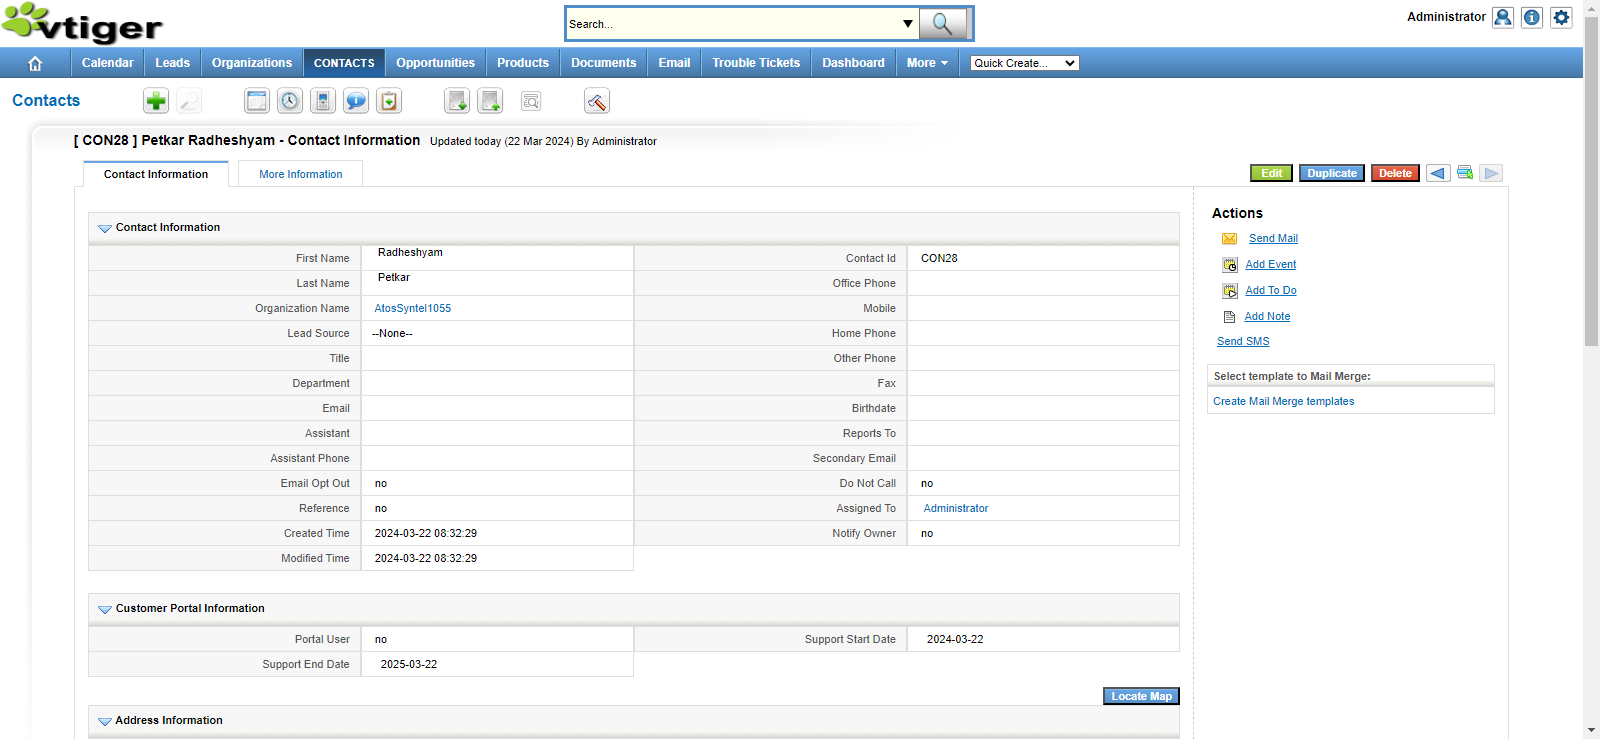 vtiger
Search...
Administrator
Calendar
Leads
Organizations
CONTACTS
Opportunities
Products
Documents
Email
Trouble Tickets
Dashboard
More
Quick Create...
Contacts
[ CON28 ] Petkar Radheshyam - Contact Information Updated today (22 Mar 2024) By Administrator
Contact Information
More Information
Edit
Duplicate
Delete
Contact Information
First Name Radheshyam Contact Id CON28
Last Name Petkar Office Phone
Organization Name AtosSyntel1055 Mobile
Lead Source --None-- Home Phone
Title Other Phone
Department Fax
Email Birthdate
Assistant Reports To
Assistant Phone Secondary Email
Email Opt Out no Do Not Call no
Reference no Assigned To Administrator
Created Time 2024-03-22 08:32:29 Notify Owner no
Modified Time 2024-03-22 08:32:29
Customer Portal Information
Portal User no Support Start Date 2024-03-22
Support End Date 2025-03-22
Locate Map
Address Information
Actions
Send Mail
Add Event
Add To Do
Add Note
Send SMS
Select template to Mail Merge:
Create Mail Merge templates